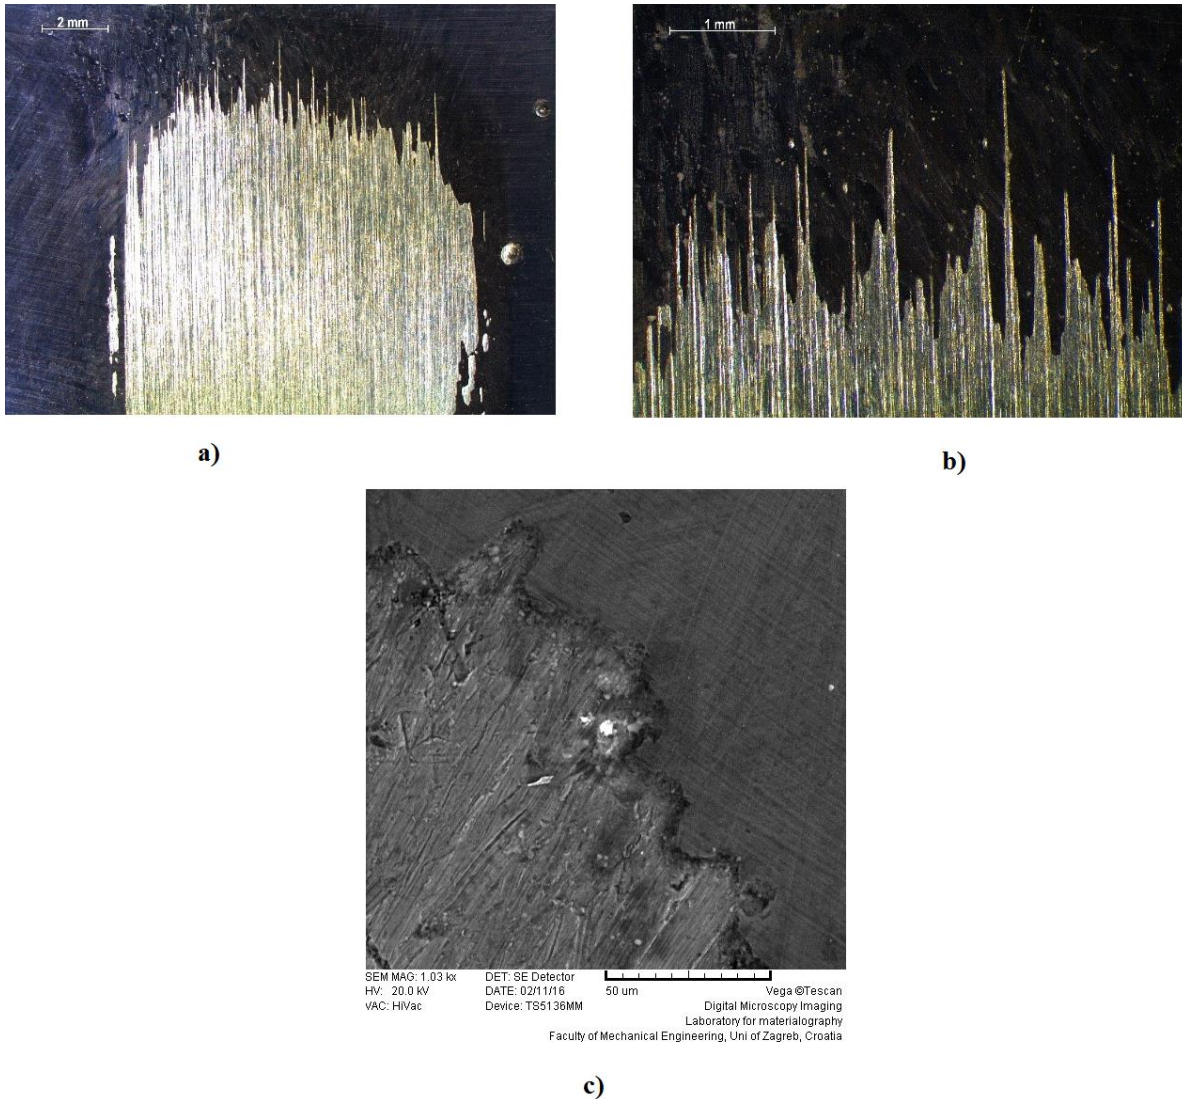 2 mm
1 mm
a)
b)
SEM MAG: 1.03 kx DET: SE Detector
HV: 20.0 kV DATE: 02/11/16 50 um Vega ©Tescan
VAC: HiVac Device: TS5136MM Digital Microscopy Imaging
Laboratory for materialography
Faculty of Mechanical Engineering, Uni of Zagreb, Croatia
c)